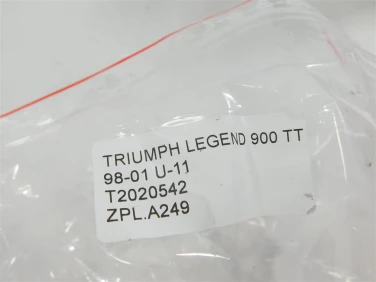 TRIUMPH LEGEND 900 TT
98-01 U-11
T2020542
ZPL.A249